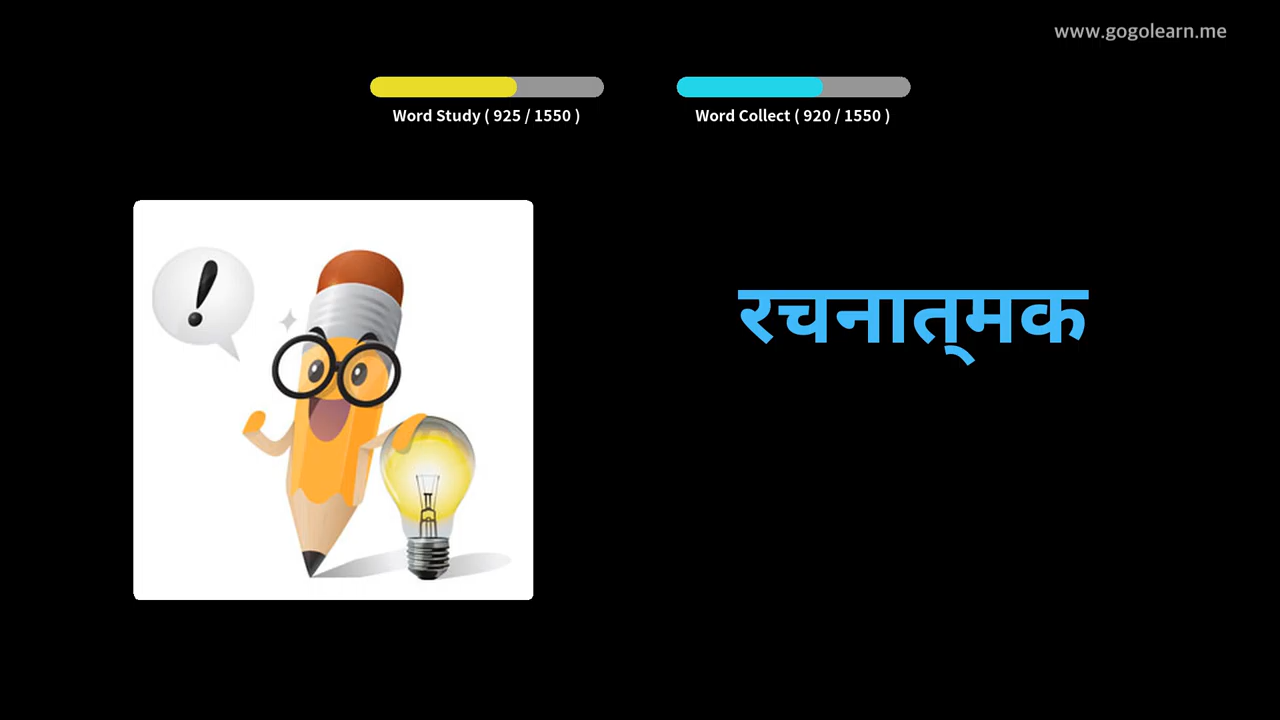 www.gogolearn.me
Word Study ( 925 / 1550 )
Word Collect ( 920 / 1550 )
!
रचनात्‌मक